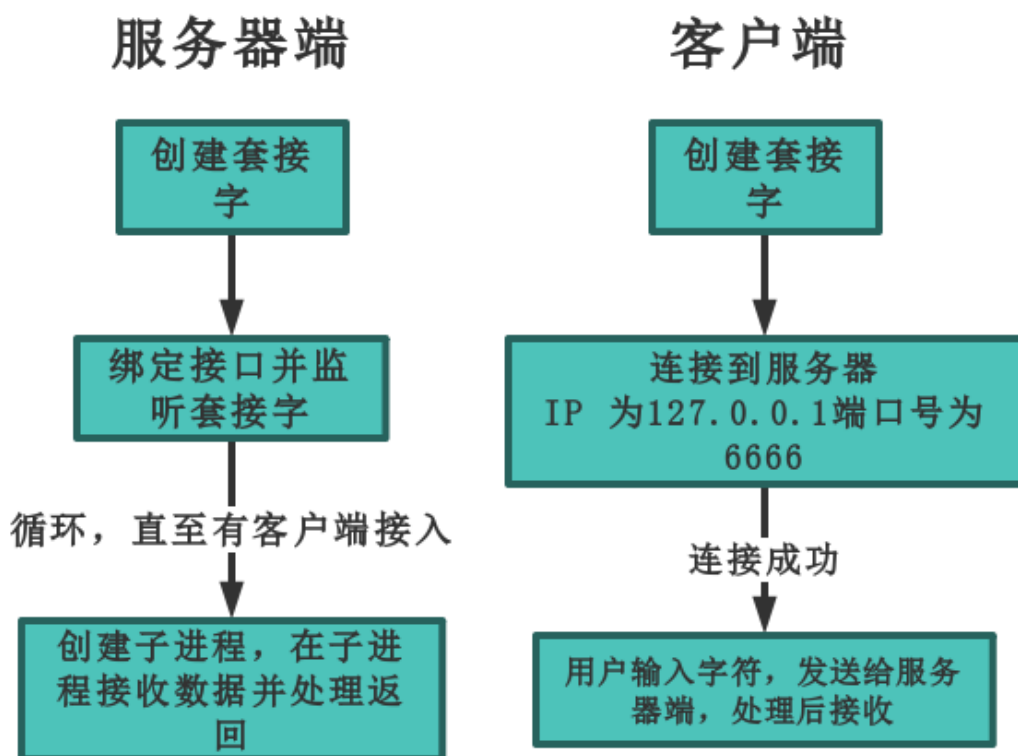 服务器端
创建套接
字
绑定接口并监
听套接字
循环，直至有客户端接入
创建子进程，在子进
程接收数据并处理返
回
客户端
创建套接
字
连接到服务器
IP 为127.0.0.1端口号为
6666
连接成功
用户输入字符，发送给服务
器端，处理后接收